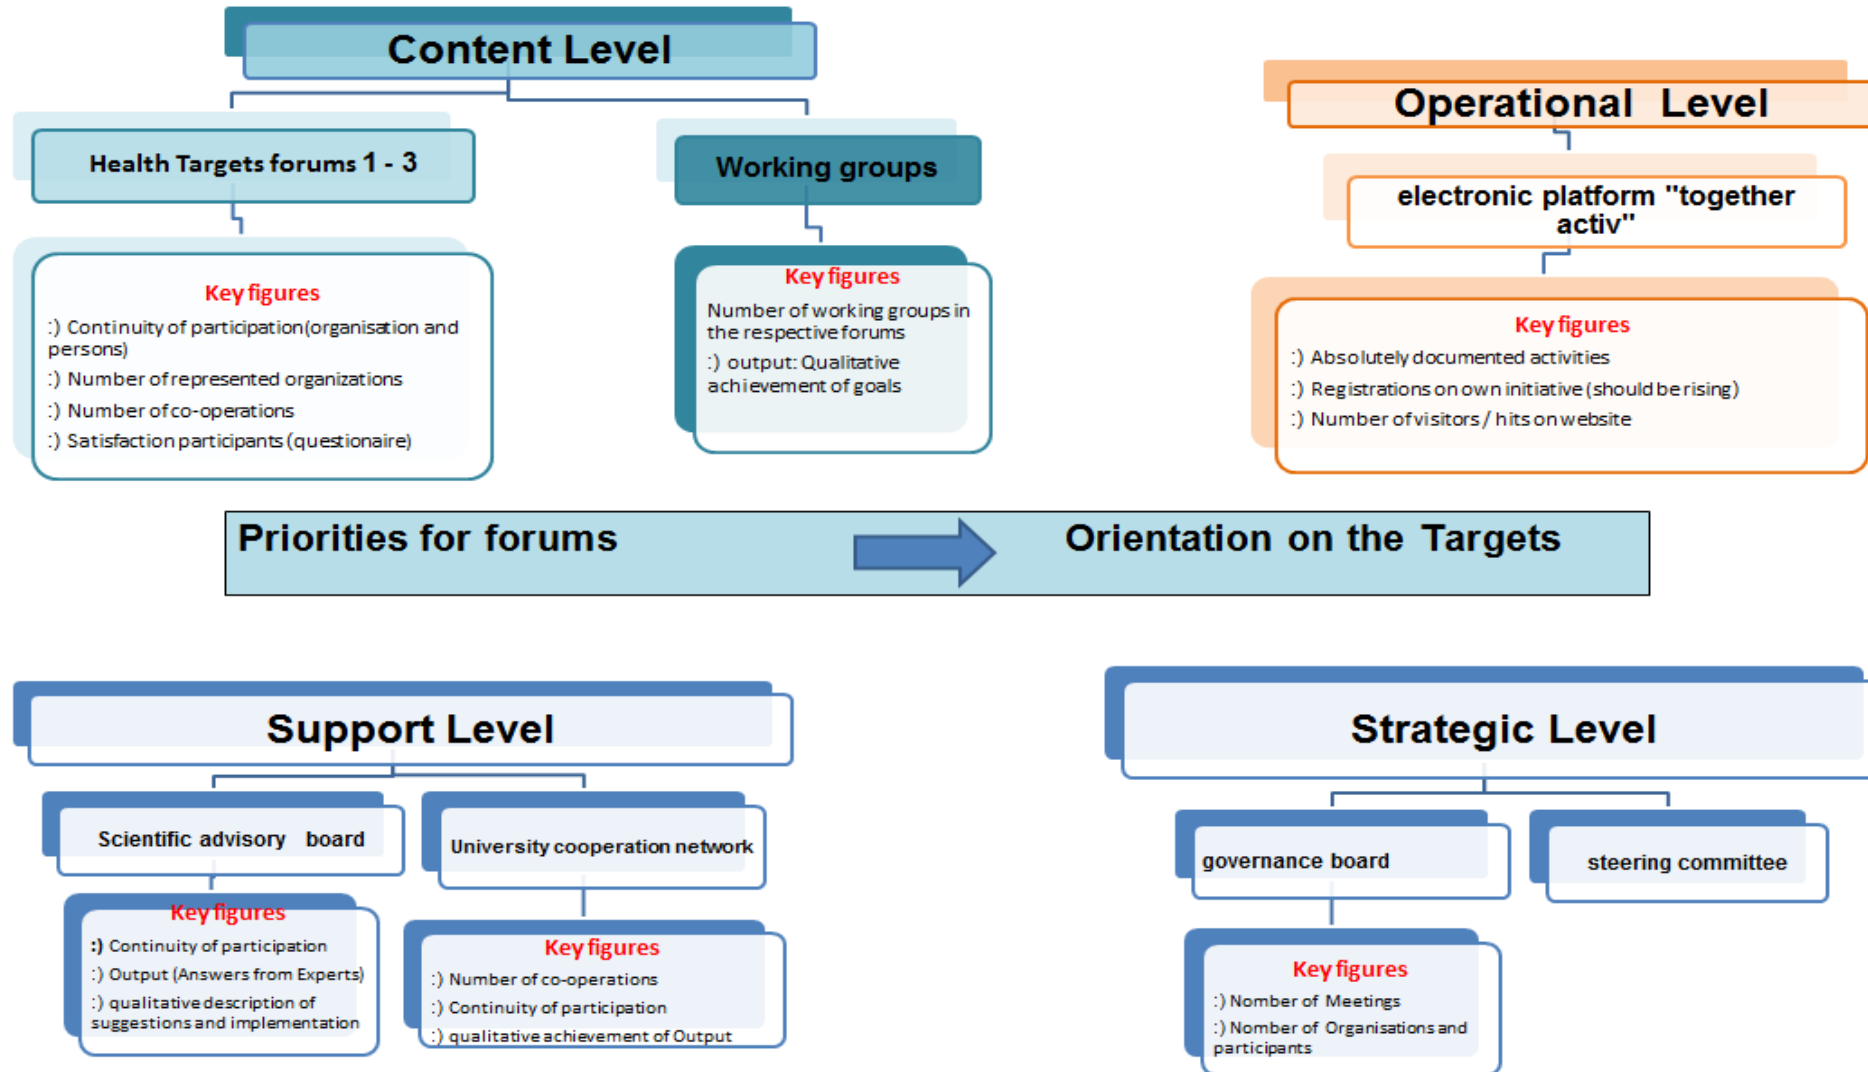 Content Level
Health Targets forums 1 - 3
Key figures
:) Continuity of participation(organisation and
persons)
:) Number of represented organizations
:) Number of co-operations
:) Satisfaction participants (questionaire)
Working groups
Key figures
Number of working groups in
the respective forums
:) output: Qualitative
achievement of goals
Operational Level
electronic platform "together
activ"
Key figures
:) Absolutely documented activities
:) Registrations on own initiative (should be rising)
:) Number of visitors / hits on website
Priorities for forums
Orientation on the Targets
Support Level
Scientific advisory board
Key figures
:) Continuity of participation
:) Output (Answers from Experts)
:) qualitative description of
suggestions and implementation
University cooperation network
Key figures
:) Number of co-operations
:) Continuity of participation
:) qualitative achievement of Output
Strategic Level
governance board
Key figures
:) Nomber of Meetings
:) Nomber of Organisations and
participants
steering committee